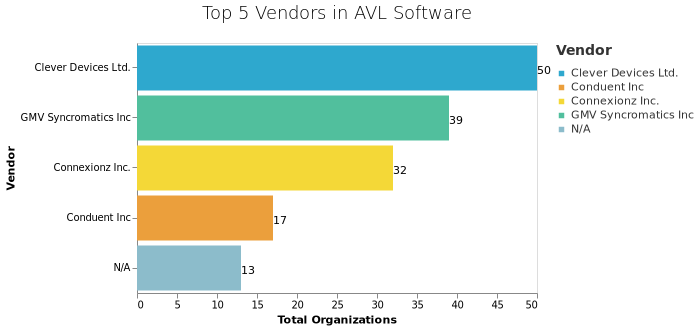 Top 5 Vendors in AVL Software
Vendor
Clever Devices Ltd.
50
GMV Syncromatics Inc
39
Connexionz Inc.
32
Conduent Inc
17
N/A
13
0 5 10 15 20 25 30 35 40 45 50
Total Organizations
Vendor
Clever Devices Ltd.
Conduent Inc
Connexionz Inc.
GMV Syncromatics Inc
N/A